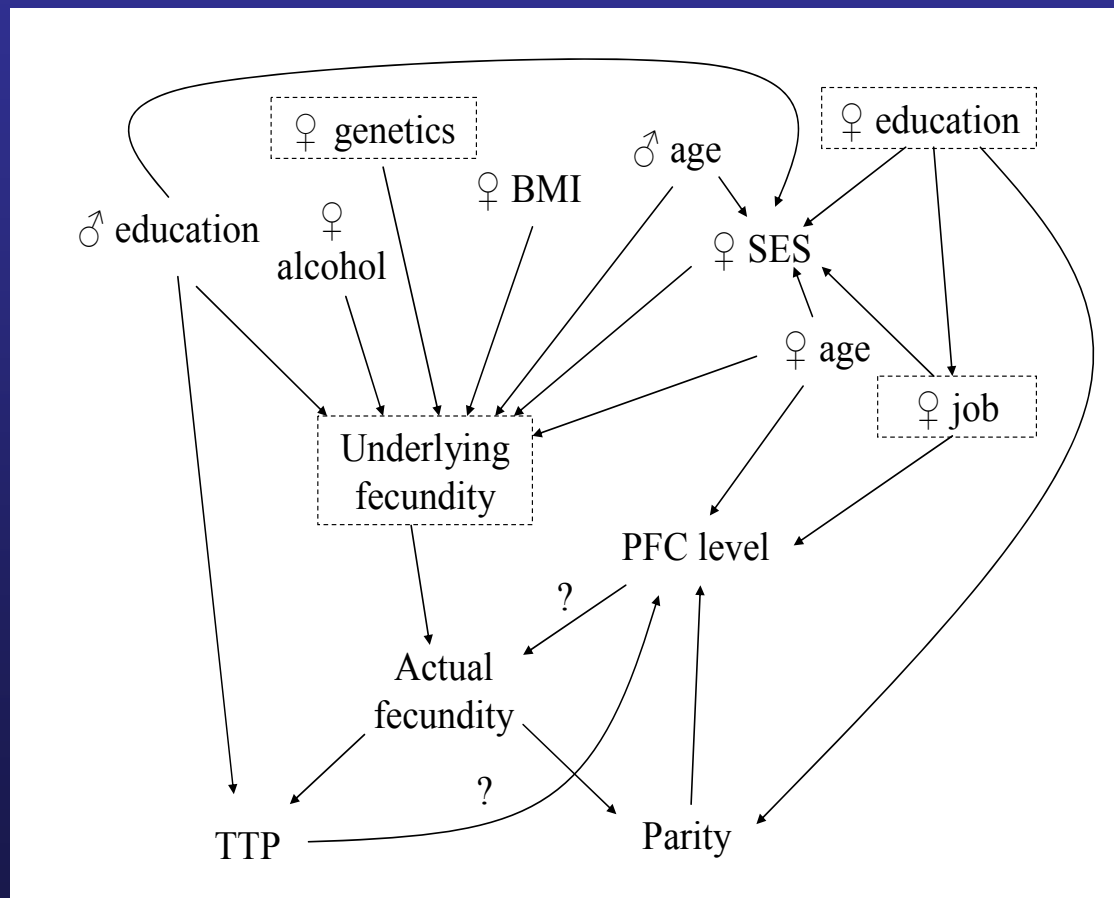 ♀ genetics
♀ education
♂ age
♀ BMI
♂ education
♀
alcohol
♀ SES
♀ age
♀ job
Underlying
fecundity
PFC level
?
Actual
fecundity
?
TTP
Parity